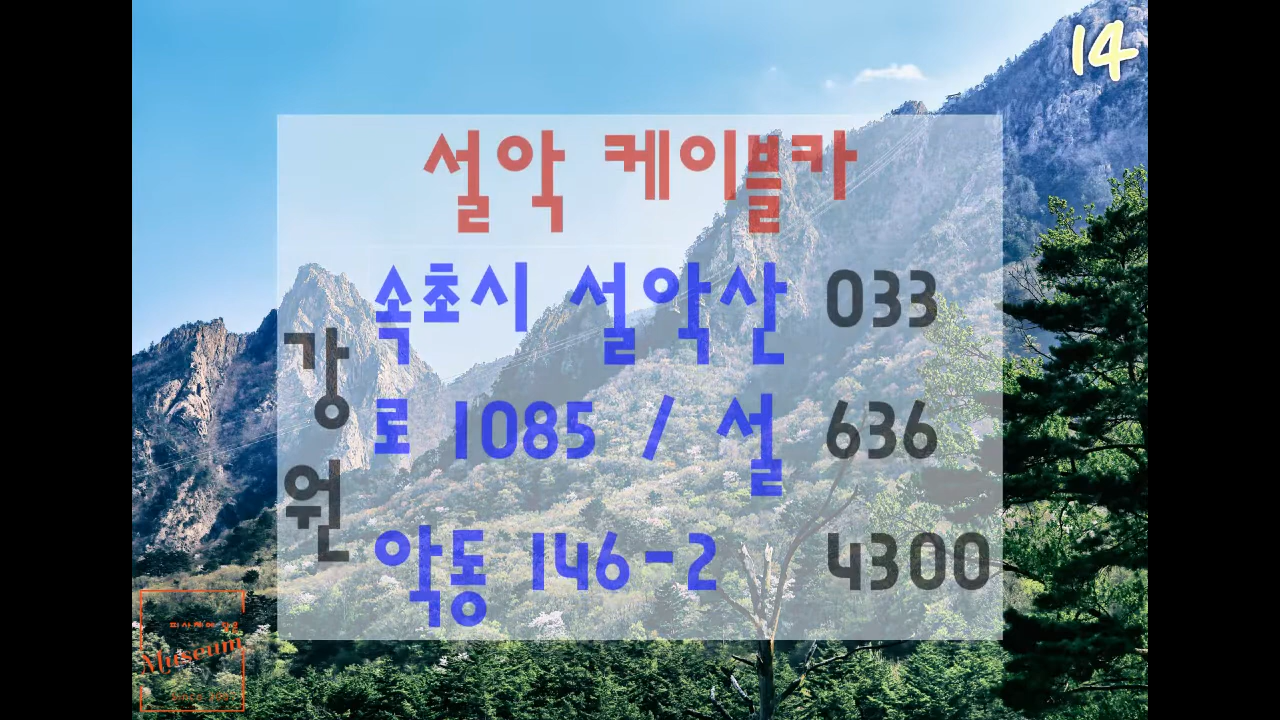 14
설악 케이블카
강원
속초시 설악산
로 1085 / 설
악동 146-2
033
636
4300
Museum